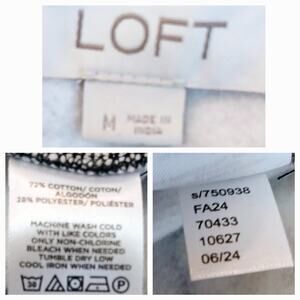 LOFT
M
MADE IN
INDIA
72% COTTON/ COTON/
ALGODÓN
28% POLYESTER/ POLIÉSTER
MACHINE WASH COLD
WITH LIKE COLORS
ONLY NON-CHLORINE
BLEACH WHEN NEEDED
TUMBLE DRY LOW
COOL IRON WHEN NEEDED
30
s/750938
FA24
70433
10627
06/24